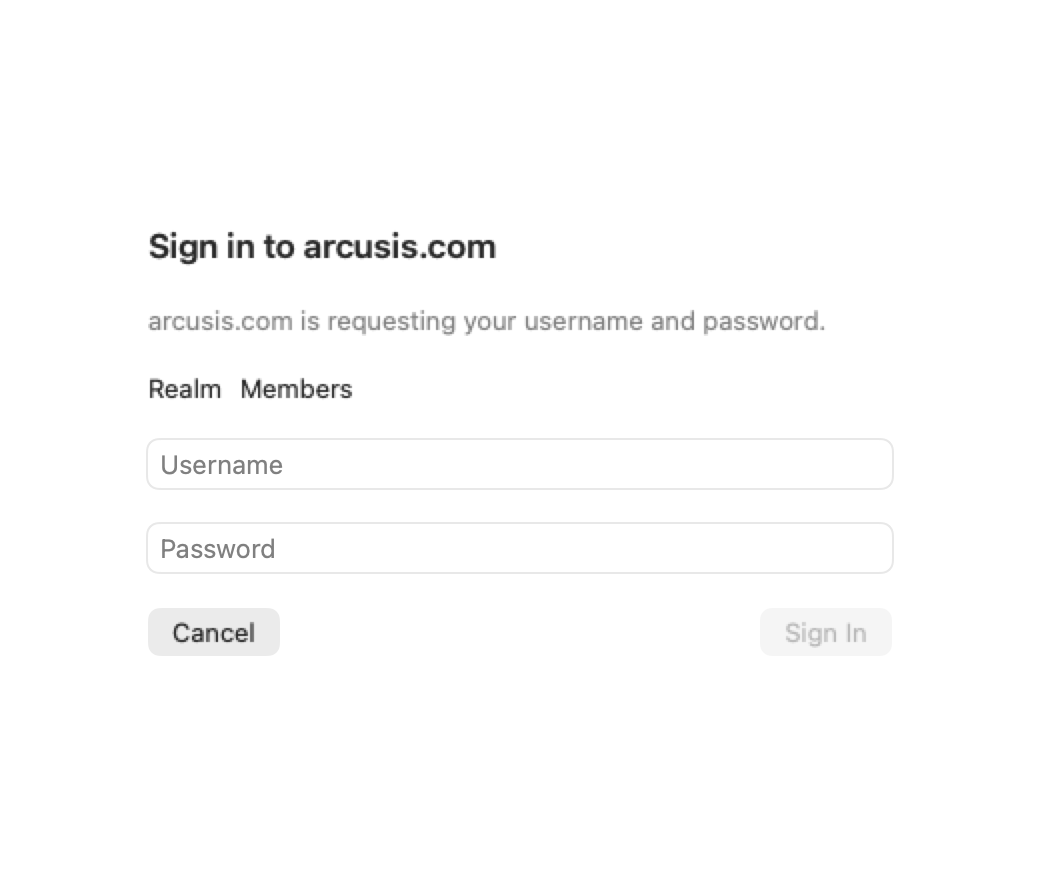 Sign in to arcusis.com
arcusis.com is requesting your username and password.
Realm Members
Username
Password
Cancel Sign In